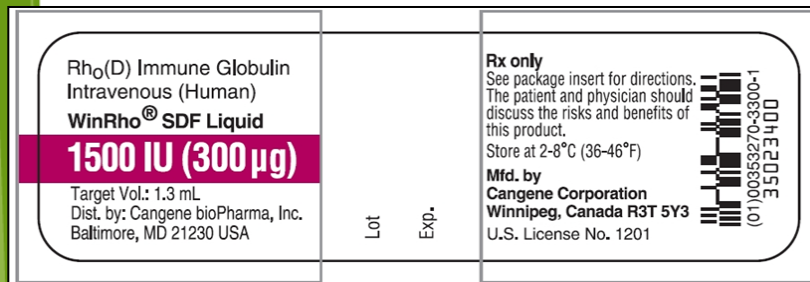 Rho(D) Immune Globulin
Intravenous (Human)
WinRho® SDF Liquid
1500 IU (300 µg)
Target Vol.: 1.3 mL
Dist. by: Cangene bioPharma, Inc.
Baltimore, MD 21230 USA
Lot
Exp.
Rx only
See package insert for directions.
The patient and physician should
discuss the risks and benefits of
this product.
Store at 2-8°C (36-46°F)
Mfd. by
Cangene Corporation
Winnipeg, Canada R3T 5Y3
U.S. License No. 1201
(01)00353270-3300-1
35023400